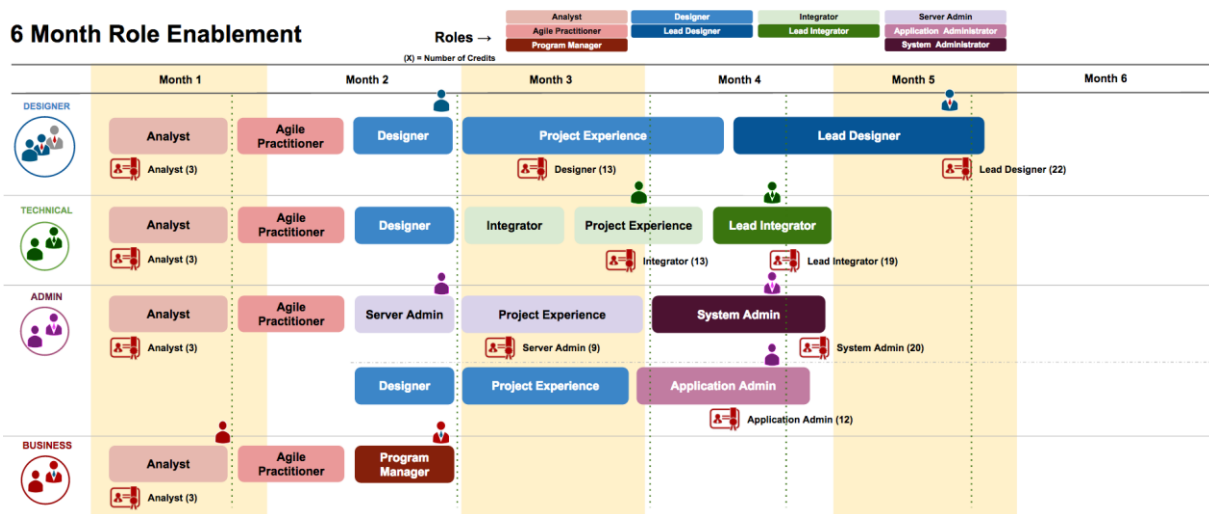 6 Month Role Enablement
Roles →
(X) = Number of Credits
Analyst
Designer
Integrator
Server Admin
Agile Practitioner
Lead Designer
Lead Integrator
Application Administrator
Program Manager
System Administrator
Month 1
Month 2
Month 3
Month 4
Month 5
Month 6
DESIGNER
Analyst
Agile
Practitioner
Designer
Project Experience
Lead Designer
Analyst (3)
Designer (13)
Lead Designer (22)
TECHNICAL
Analyst
Agile
Practitioner
Designer
Integrator
Project Experience
Lead Integrator
Analyst (3)
Integrator (13)
Lead Integrator (19)
ADMIN
Analyst
Agile
Practitioner
Server Admin
Project Experience
System Admin
Analyst (3)
Server Admin (9)
System Admin (20)
Designer
Project Experience
Application Admin
Application Admin (12)
BUSINESS
Analyst
Agile
Practitioner
Program
Manager
Analyst (3)